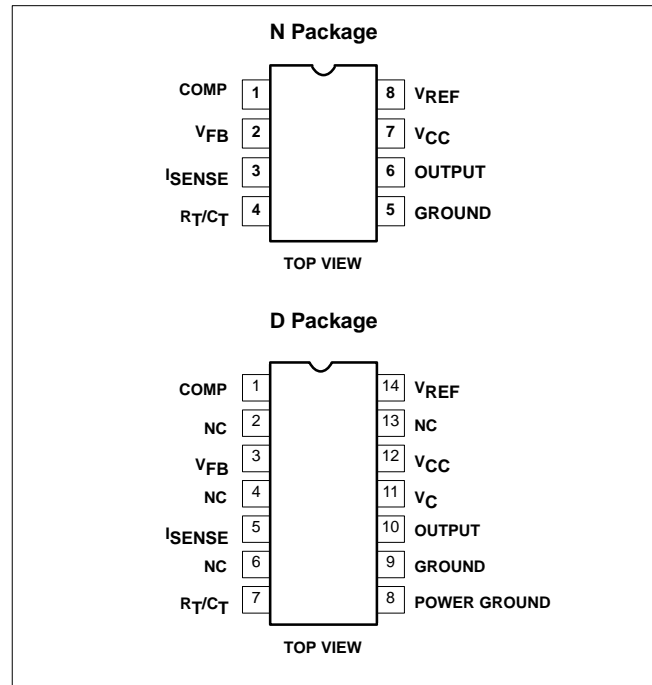 N Package
COMP 1 8 VREF
VFB 2 7 VCC
ISENSE 3 6 OUTPUT
RT/CT 4 5 GROUND
TOP VIEW
D Package
COMP 1 14 VREF
NC 2 13 NC
VFB 3 12 VCC
NC 4 11 VC
ISENSE 5 10 OUTPUT
NC 6 9 GROUND
RT/CT 7 8 POWER GROUND
TOP VIEW